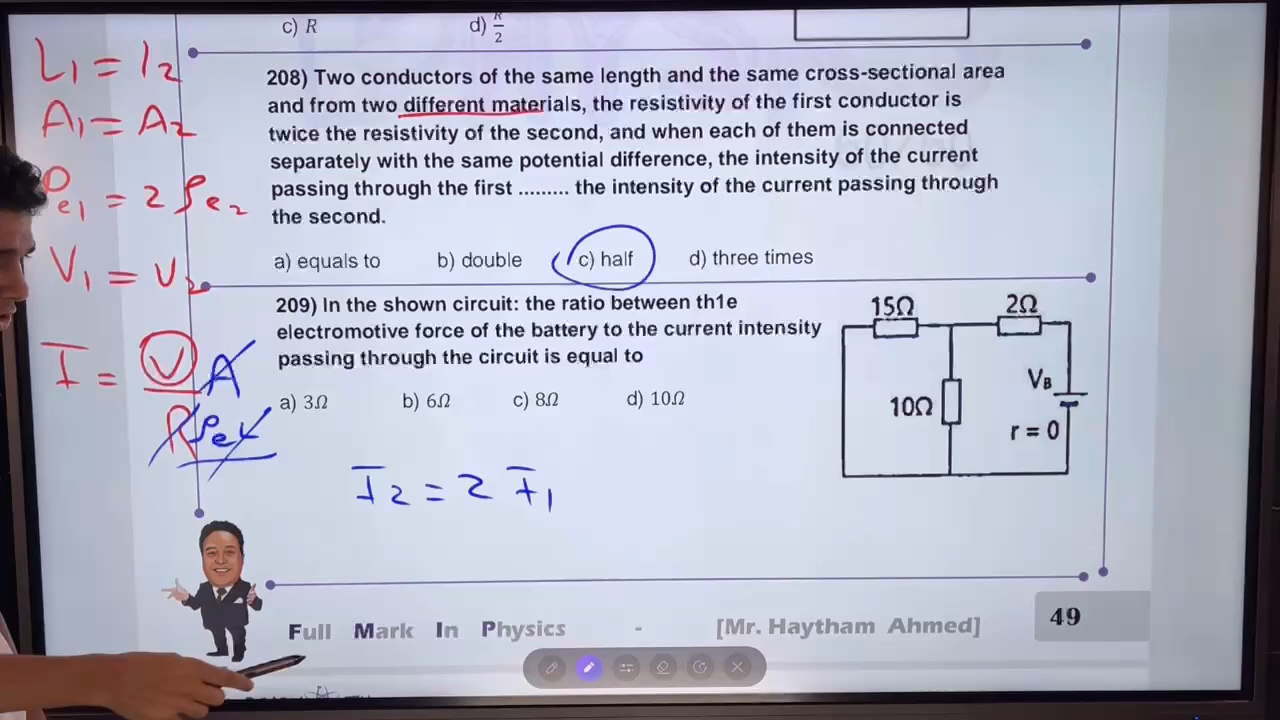 c) R d) R/2
208) Two conductors of the same length and the same cross-sectional area
and from two different materials, the resistivity of the first conductor is
twice the resistivity of the second, and when each of them is connected
separately with the same potential difference, the intensity of the current
passing through the first ......... the intensity of the current passing through
the second.
a) equals to b) double c) half d) three times
209) In the shown circuit: the ratio between th1e
electromotive force of the battery to the current intensity
passing through the circuit is equal to
a) 3Ω b) 6Ω c) 8Ω d) 10Ω
15Ω 2Ω
V_B
10Ω
r = 0
L₁ = l₂
A₁ = A₂
ρe₁ = 2 ρe₂
V₁ = V₂
I = V A
R ρe L
I₂ = 2 I₁
Full Mark In Physics - [Mr. Haytham Ahmed]
49